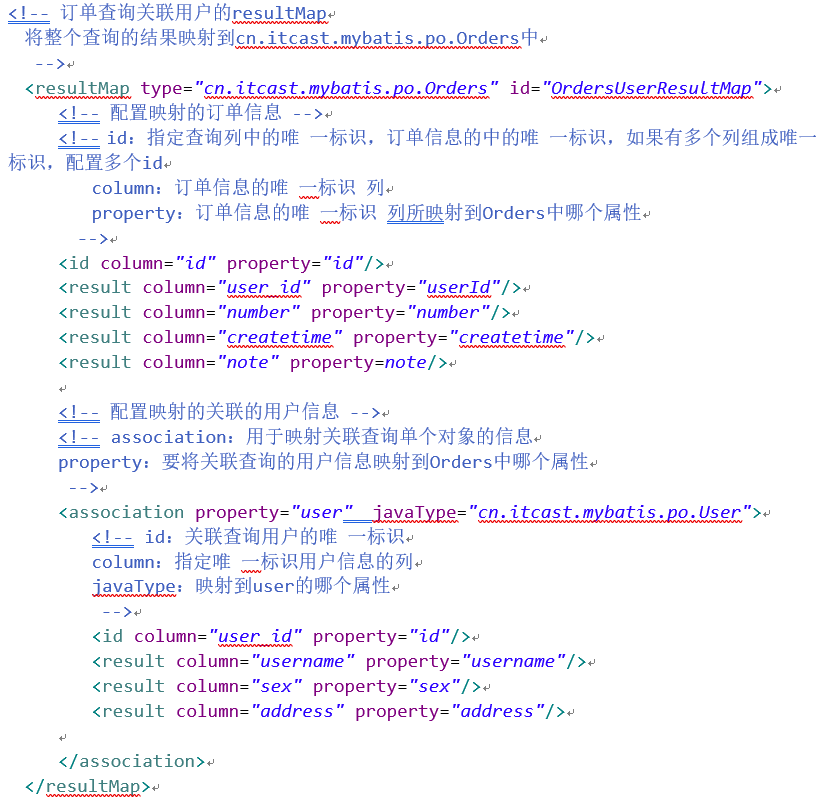 <!-- 订单查询关联用户的resultMap
将整个查询的结果映射到cn.itcast.mybatis.po.Orders中
-->
<resultMap type="cn.itcast.mybatis.po.Orders" id="OrdersUserResultMap">
<!-- 配置映射的订单信息 -->
<!-- id：指定查询列中的唯 一标识，订单信息的中的唯 一标识，如果有多个列组成唯一
标识，配置多个id
column：订单信息的唯 一标识 列
property：订单信息的唯 一标识 列所映射到Orders中哪个属性
-->
<id column="id" property="id"/>
<result column="user_id" property="userId"/>
<result column="number" property="number"/>
<result column="createtime" property="createtime"/>
<result column="note" property=note/>
<!-- 配置映射的关联的用户信息 -->
<!-- association：用于映射关联查询单个对象的信息
property：要将关联查询的用户信息映射到Orders中哪个属性
-->
<association property="user"  javaType="cn.itcast.mybatis.po.User">
<!-- id：关联查询用户的唯 一标识
column：指定唯 一标识用户信息的列
javaType：映射到user的哪个属性
-->
<id column="user_id" property="id"/>
<result column="username" property="username"/>
<result column="sex" property="sex"/>
<result column="address" property="address"/>
</association>
</resultMap>